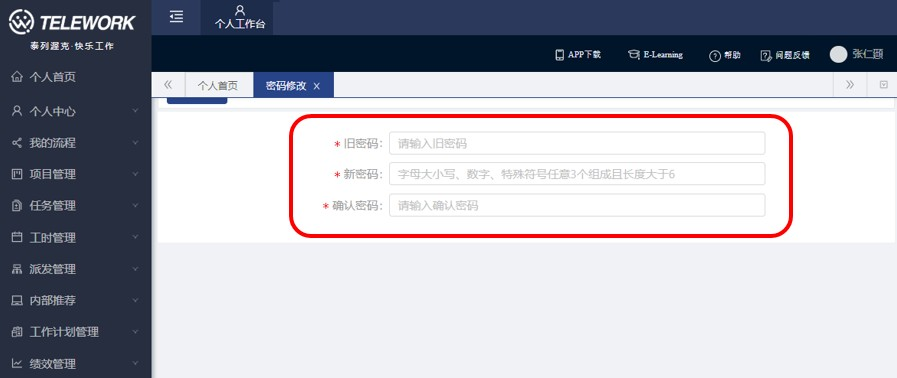 TELEWORK
泰列渥克·快乐工作
个人工作台
APP下载
E-Learning
帮助
问题反馈
张仁颐
个人首页
密码修改 X
个人首页
个人中心
我的流程
项目管理
任务管理
工时管理
派发管理
内部推荐
工作计划管理
绩效管理
* 旧密码: 请输入旧密码
* 新密码: 字母大小写、数字、特殊符号任意3个组成且长度大于6
* 确认密码: 请输入确认密码